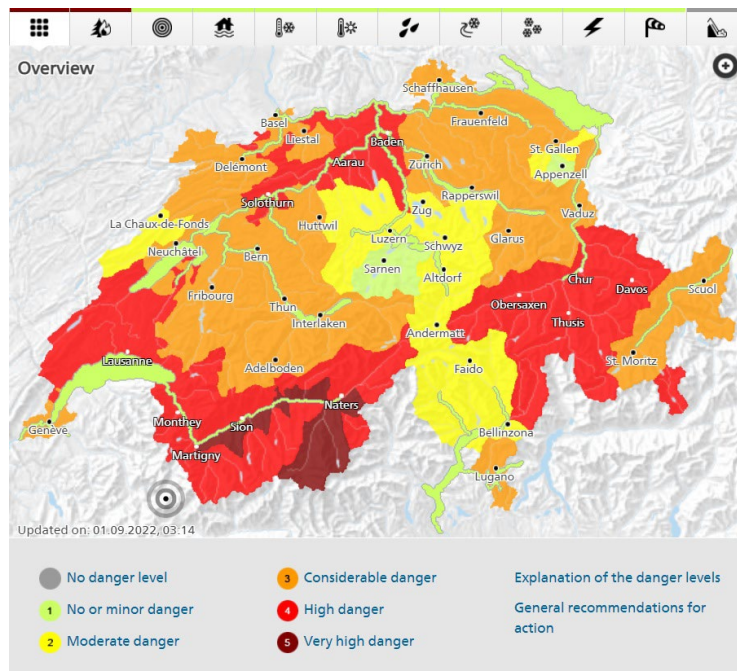 Overview
Schaffhausen
Basel
Liestal
Frauenfeld
Baden
St. Gallen
Delémont
Aarau
Zürich
Appenzell
Solothurn
Rapperswil
Zug
Vaduz
La Chaux-de-Fonds
Huttwil
Luzern
Schwyz
Glarus
Neuchâtel
Bern
Sarnen
Altdorf
Chur
Davos
Scuol
Fribourg
Thun
Obersaxen
Interlaken
Andermatt
Thusis
Lausanne
Adelboden
Faido
St. Moritz
Naters
Monthey
Sion
Genève
Bellinzona
Martigny
Lugano
Updated on: 01.09.2022, 03:14
No danger level
3 Considerable danger
Explanation of the danger levels
1 No or minor danger
4 High danger
General recommendations for
action
2 Moderate danger
5 Very high danger